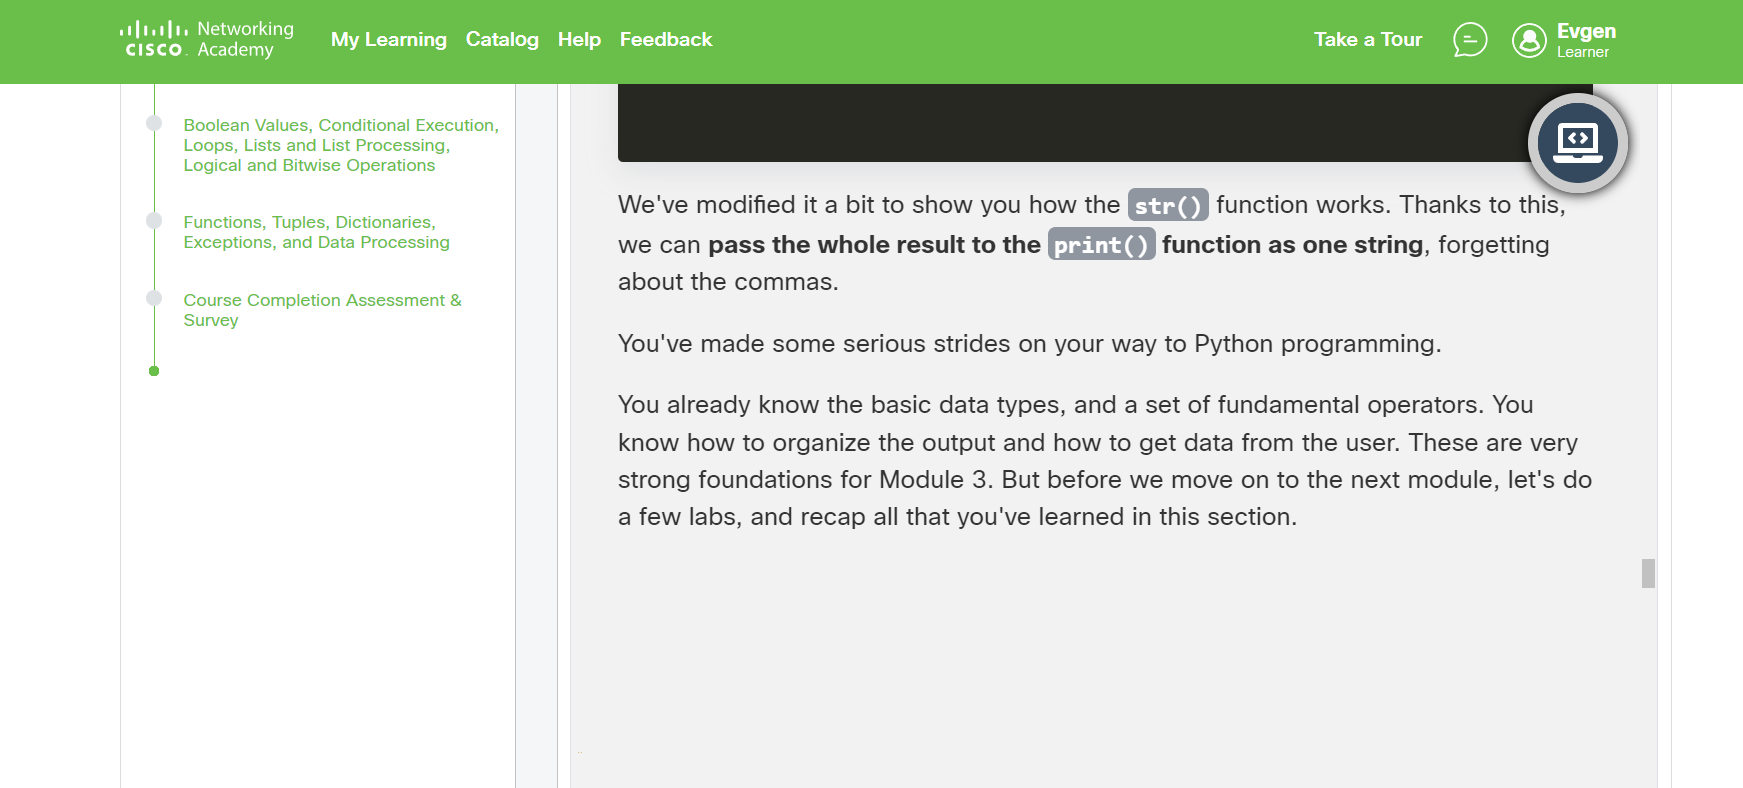 Networking
CISCO Academy
My Learning Catalog Help Feedback
Take a Tour
Evgen
Learner
Boolean Values, Conditional Execution,
Loops, Lists and List Processing,
Logical and Bitwise Operations
Functions, Tuples, Dictionaries,
Exceptions, and Data Processing
Course Completion Assessment &
Survey
We've modified it a bit to show you how the str() function works. Thanks to this,
we can pass the whole result to the print() function as one string, forgetting
about the commas.
You've made some serious strides on your way to Python programming.
You already know the basic data types, and a set of fundamental operators. You
know how to organize the output and how to get data from the user. These are very
strong foundations for Module 3. But before we move on to the next module, let's do
a few labs, and recap all that you've learned in this section.